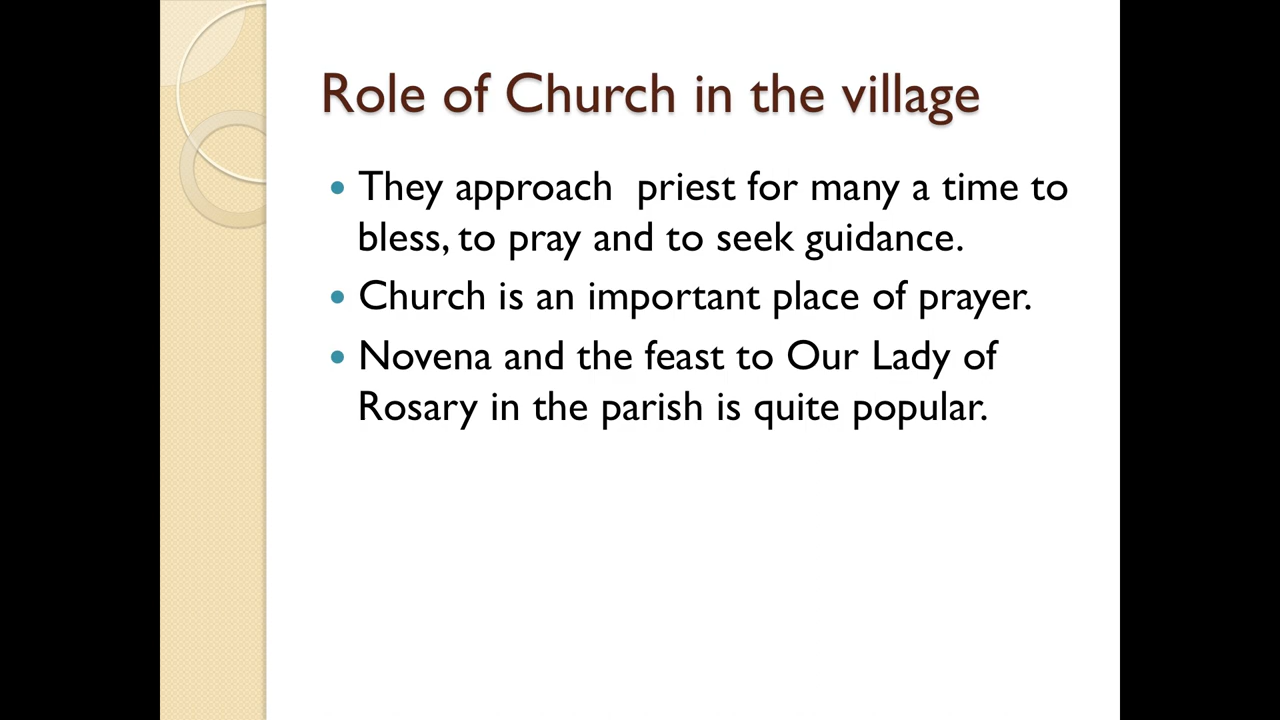 Role of Church in the village
• They approach  priest for many a time to
bless, to pray and to seek guidance.
• Church is an important place of prayer.
• Novena and the feast to Our Lady of
Rosary in the parish is quite popular.